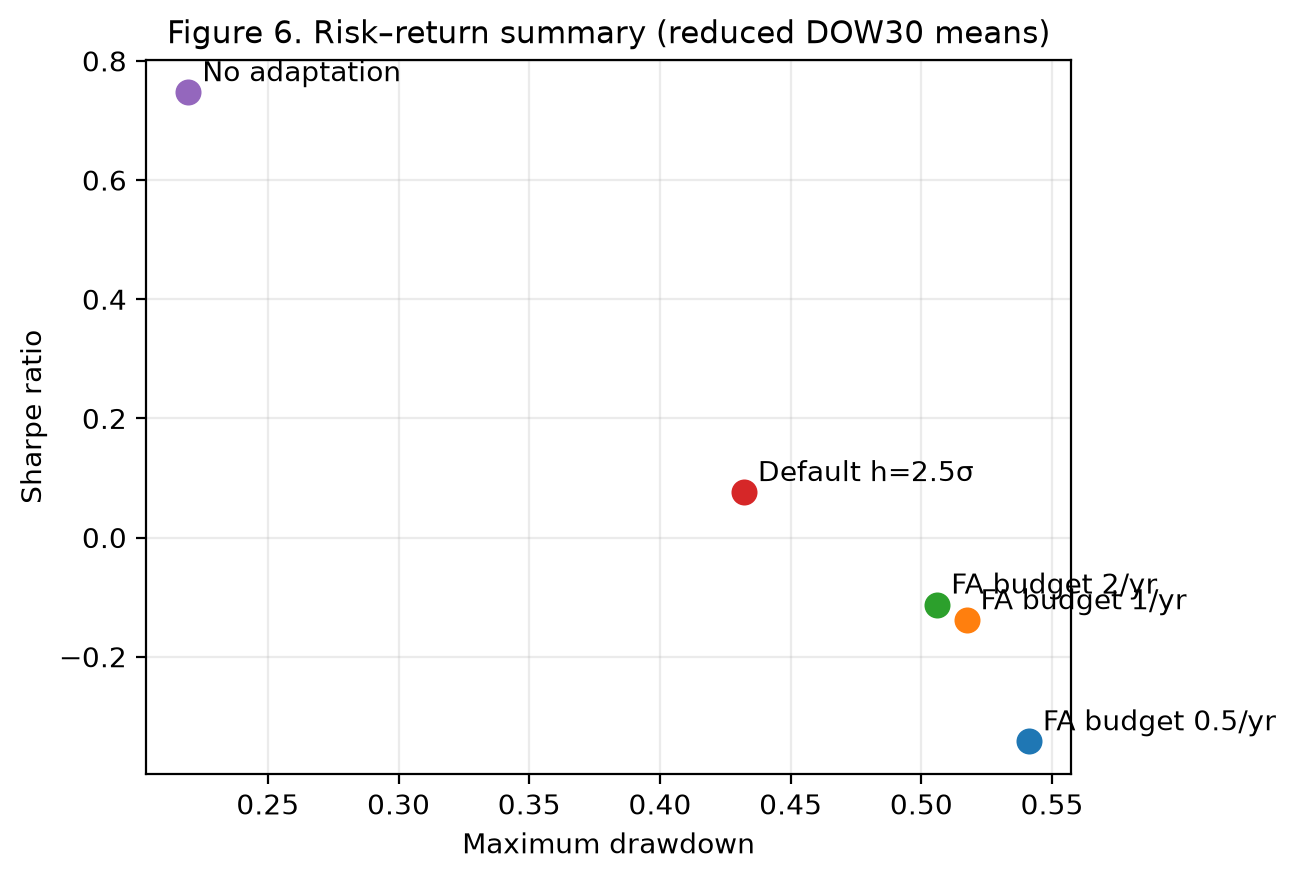 Figure 6. Risk–return summary (reduced DOW30 means)
0.8
No adaptation
0.6
0.4
0.2
Default h=2.5σ
0.0
FA budget 2/yr
FA budget 1/yr
−0.2
FA budget 0.5/yr
Sharpe ratio
0.25 0.30 0.35 0.40 0.45 0.50 0.55
Maximum drawdown